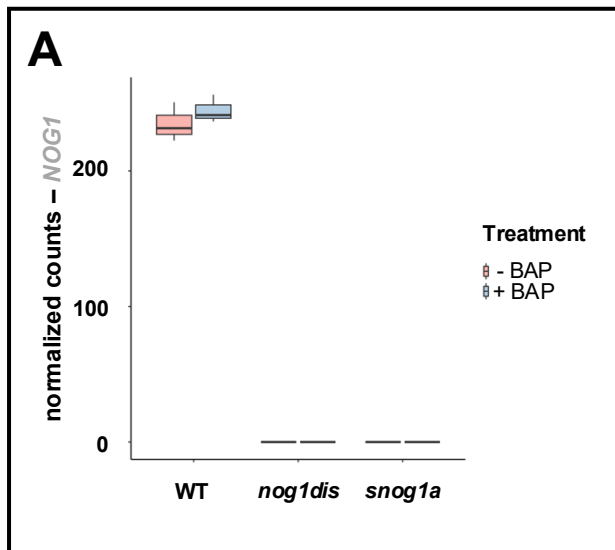 A
normalized counts – NOG1
200
100
0
WT nog1dis snog1a
Treatment
- BAP
+ BAP